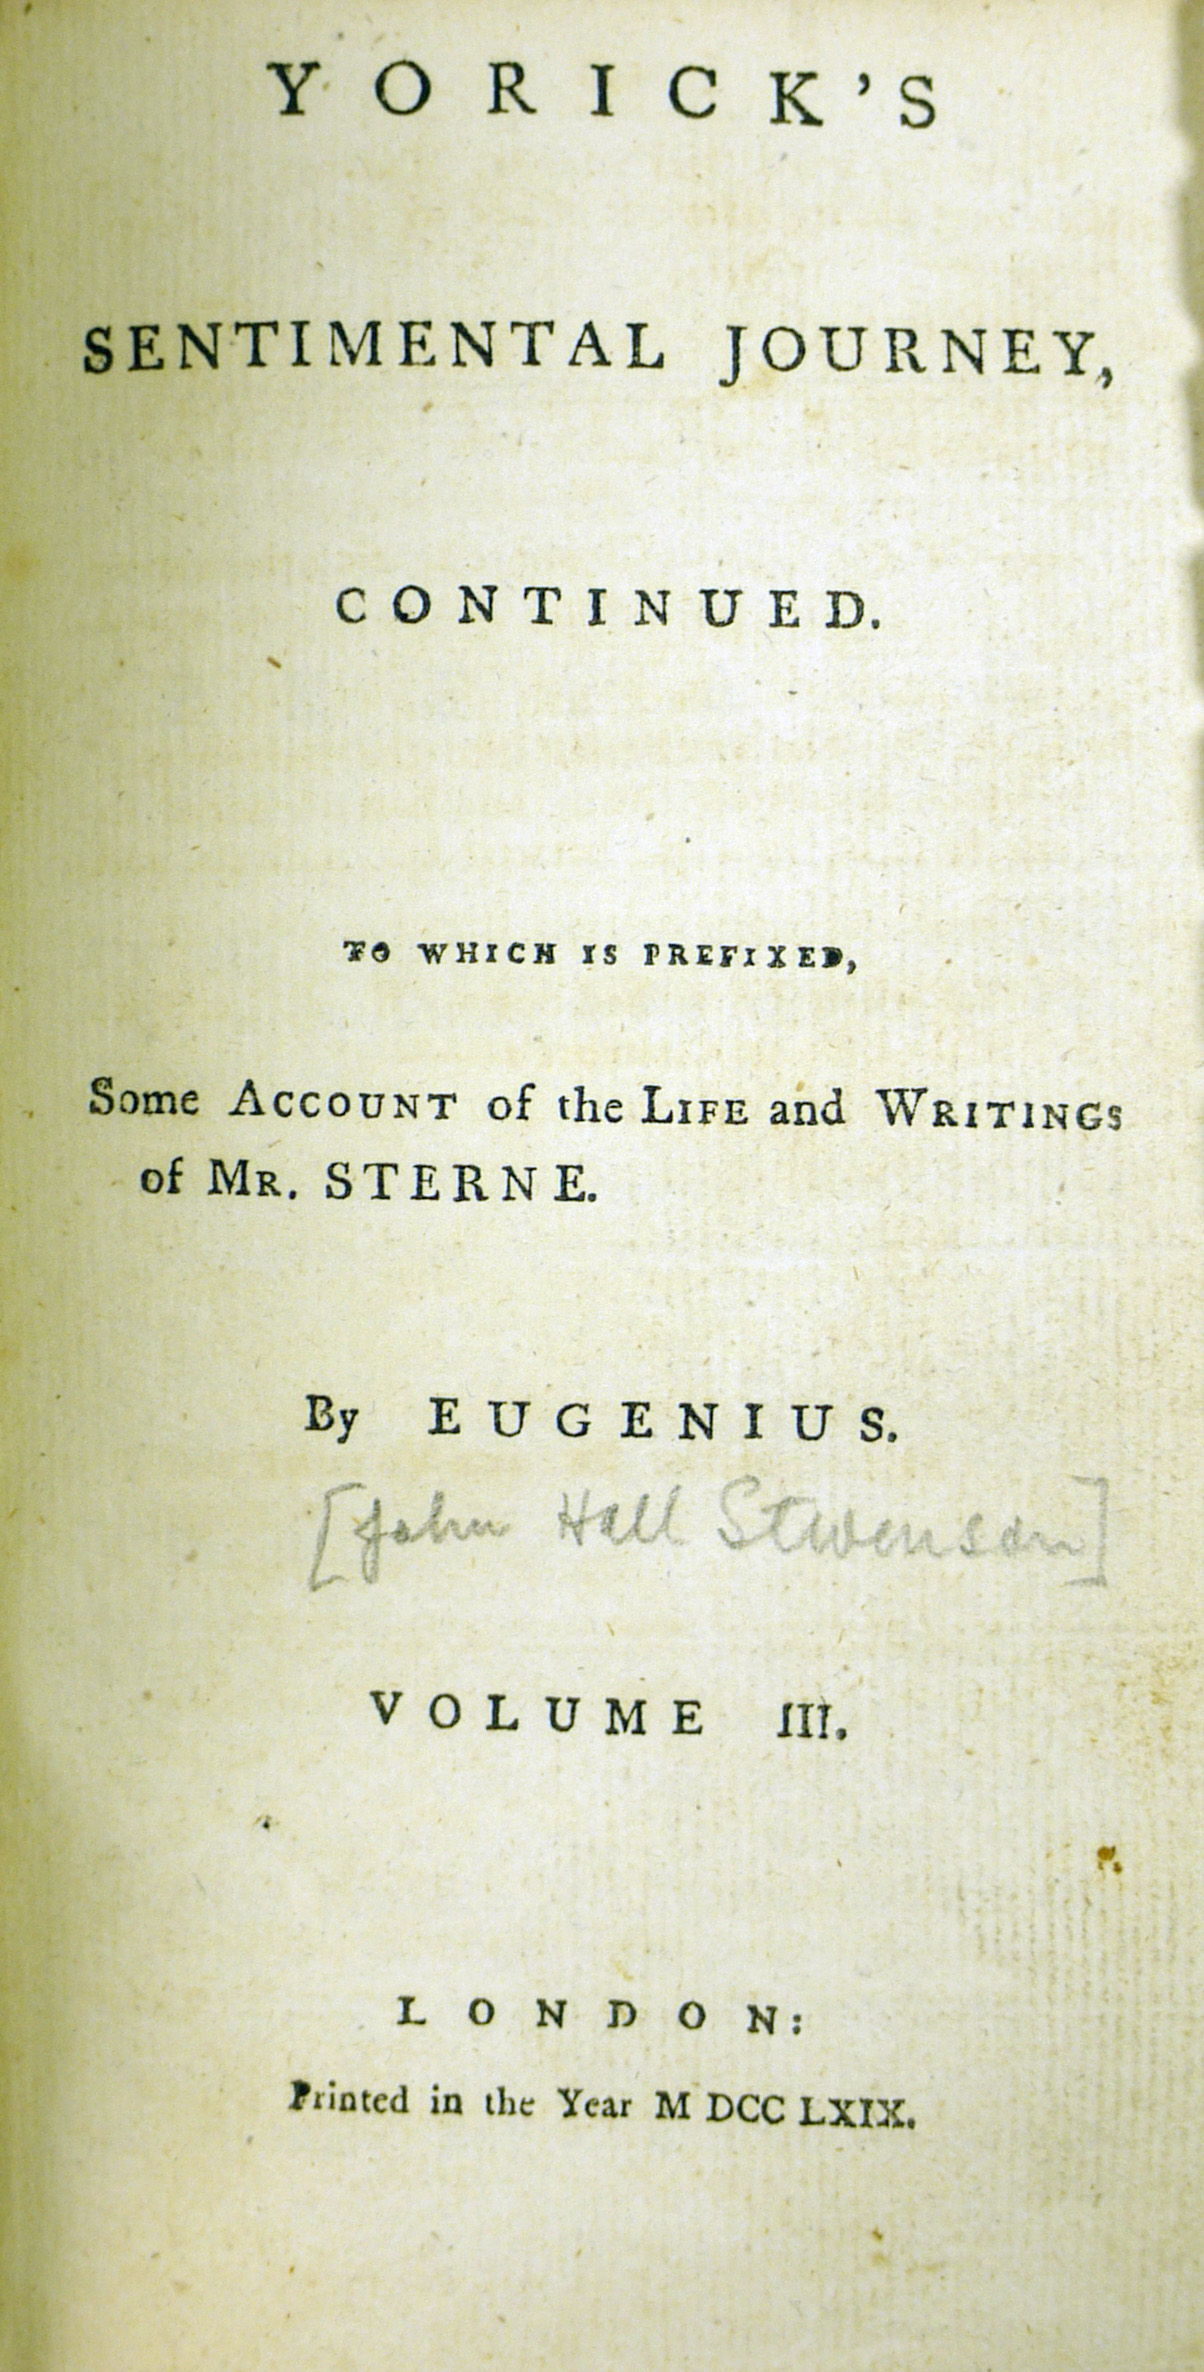 YORICK'S
SENTIMENTAL JOURNEY,
CONTINUED.
TO WHICH IS PREFIXED,
Some ACCOUNT of the LIFE and WRITINGS
of MR. STERNE.
By EUGENIUS.
[John Hall Stevenson]
VOLUME III.
LONDON:
Printed in the Year M DCC LXIX.